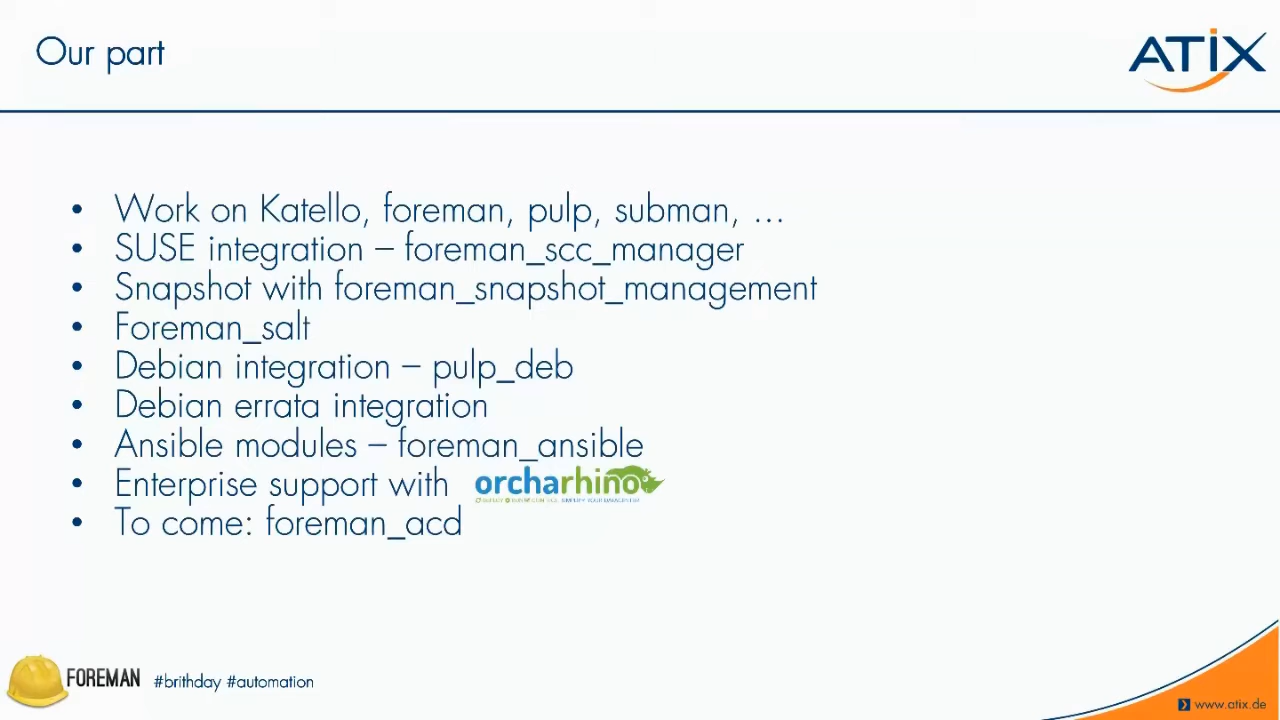 Our part
ATIX
• Work on Katello, foreman, pulp, subman, ...
• SUSE integration – foreman_scc_manager
• Snapshot with foreman_snapshot_management
• Foreman_salt
• Debian integration – pulp_deb
• Debian errata integration
• Ansible modules – foreman_ansible
• Enterprise support with orcharhino
• To come: foreman_acd
FOREMAN #brithday #automation
www.atix.de